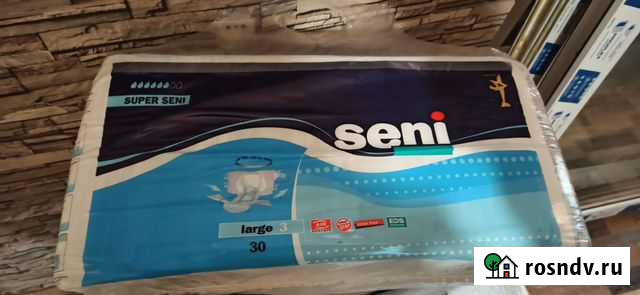 SUPER SENI
seni
large 3
30
rosndv.ru